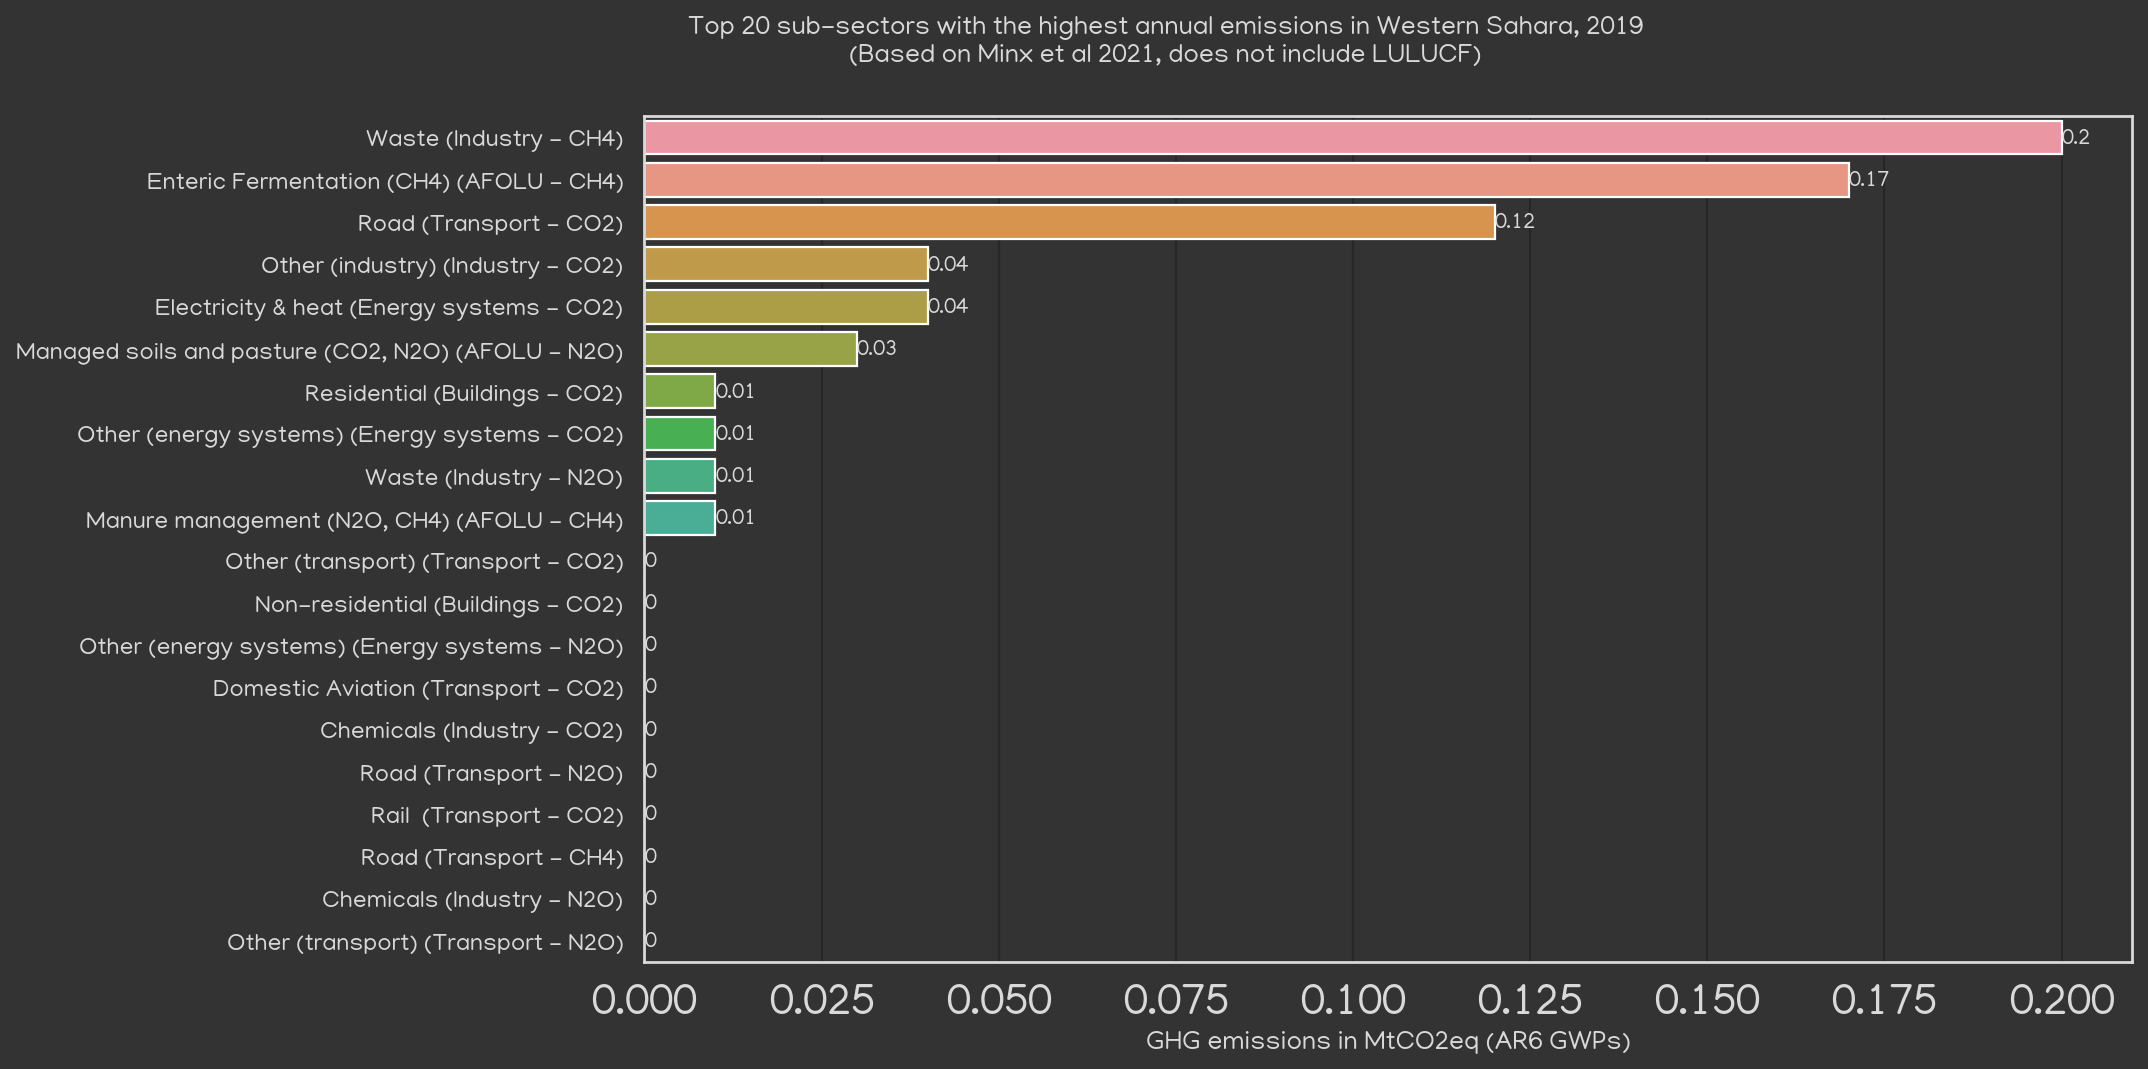 Top 20 sub-sectors with the highest annual emissions in Western Sahara, 2019
(Based on Minx et al 2021, does not include LULUCF)
Waste (Industry - CH4) 0.2
Enteric Fermentation (CH4) (AFOLU - CH4) 0.17
Road (Transport - CO2) 0.12
Other (industry) (Industry - CO2) 0.04
Electricity & heat (Energy systems - CO2) 0.04
Managed soils and pasture (CO2, N2O) (AFOLU - N2O) 0.03
Residential (Buildings - CO2) 0.01
Other (energy systems) (Energy systems - CO2) 0.01
Waste (Industry - N2O) 0.01
Manure management (N2O, CH4) (AFOLU - CH4) 0.01
Other (transport) (Transport - CO2) 0
Non-residential (Buildings - CO2) 0
Other (energy systems) (Energy systems - N2O) 0
Domestic Aviation (Transport - CO2) 0
Chemicals (Industry - CO2) 0
Road (Transport - N2O) 0
Rail  (Transport - CO2) 0
Road (Transport - CH4) 0
Chemicals (Industry - N2O) 0
Other (transport) (Transport - N2O) 0
0.000 0.025 0.050 0.075 0.100 0.125 0.150 0.175 0.200
GHG emissions in MtCO2eq (AR6 GWPs)